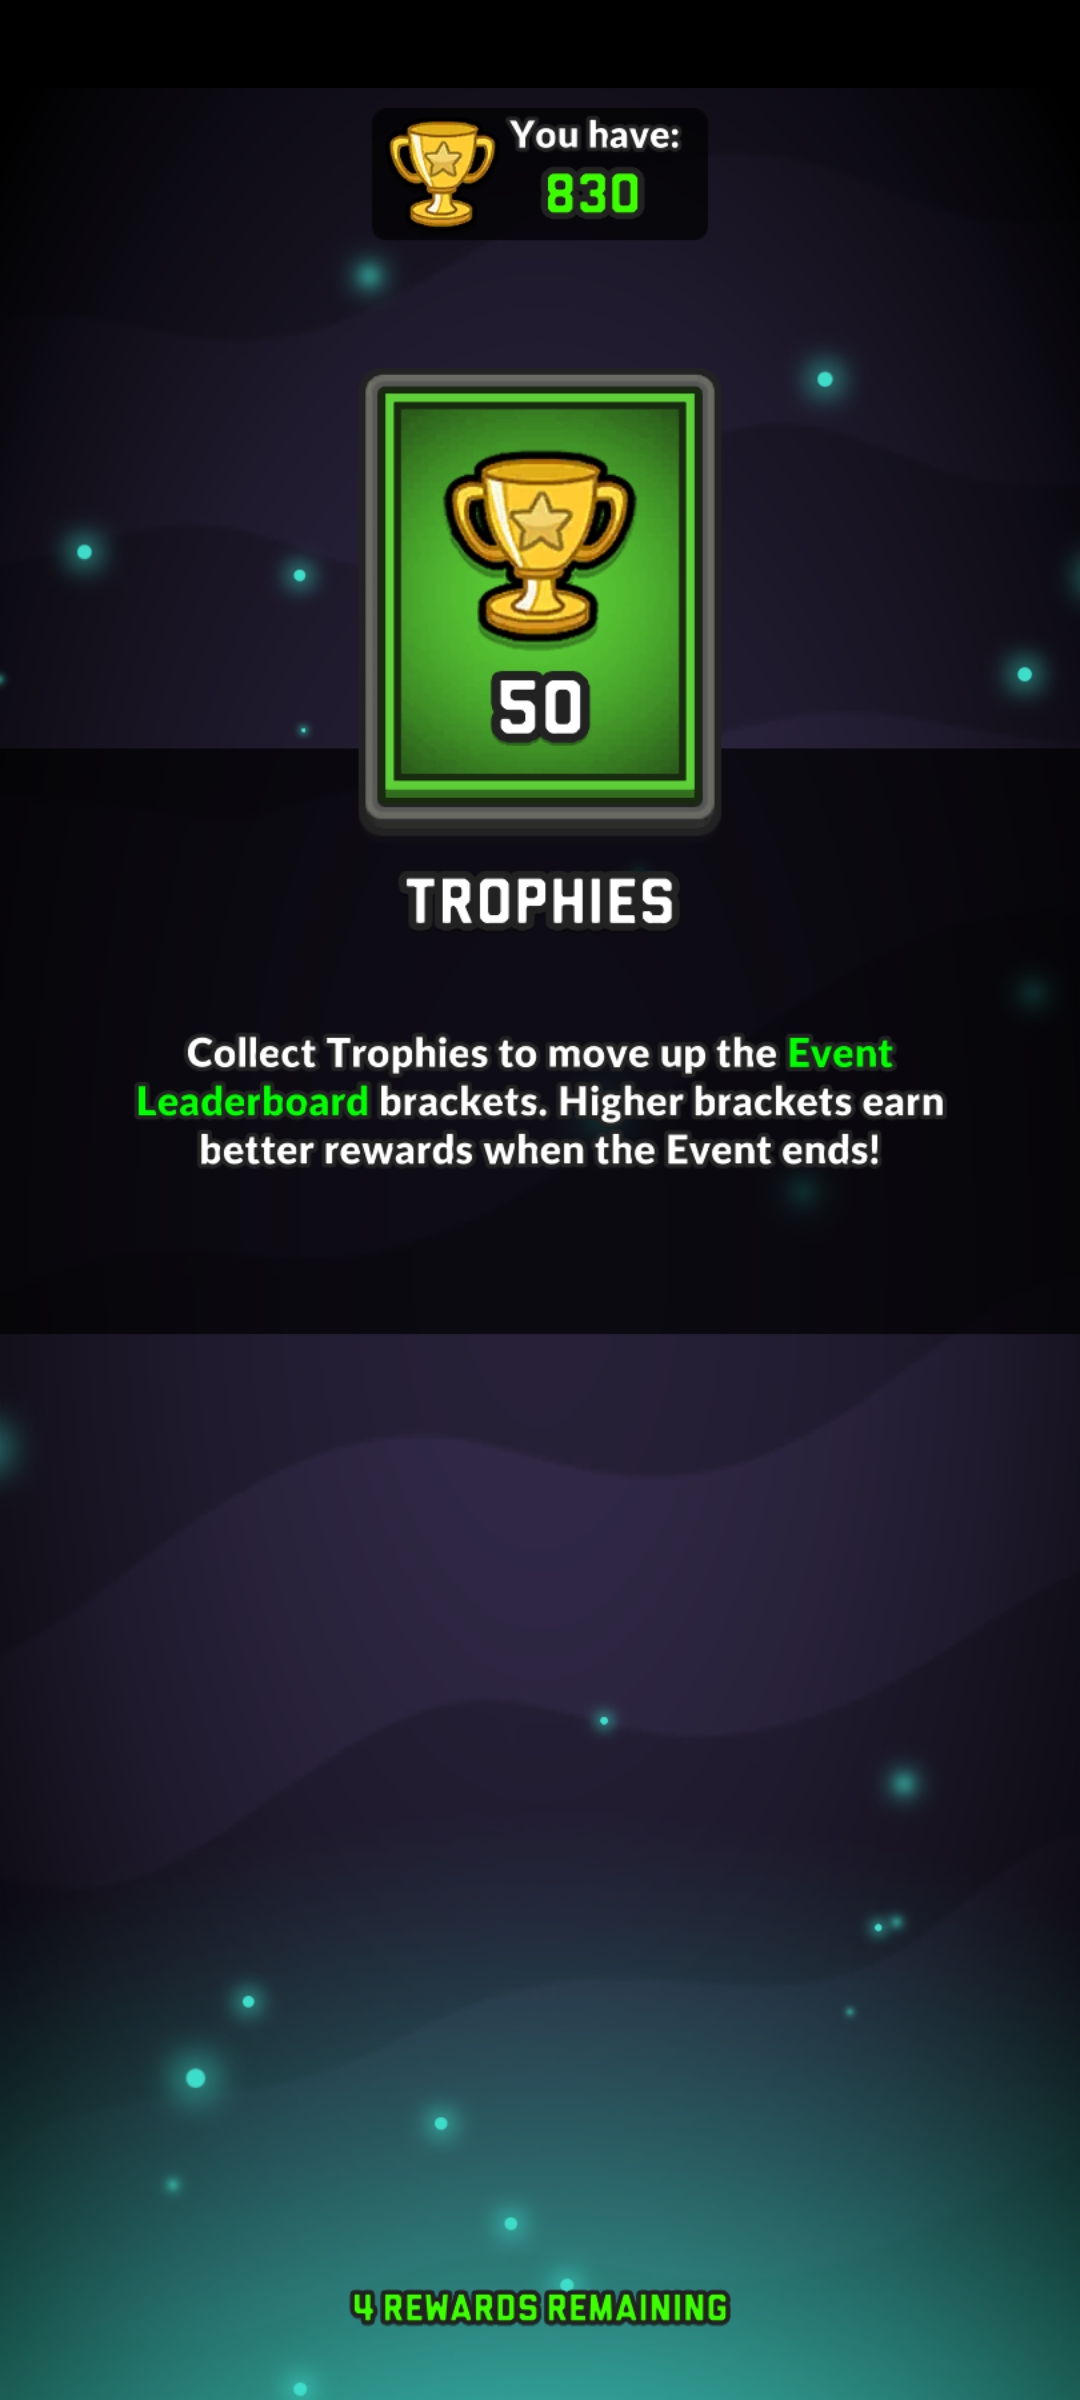 You have:
830
50
TROPHIES
Collect Trophies to move up the Event
Leaderboard brackets. Higher brackets earn
better rewards when the Event ends!
4 REWARDS REMAINING